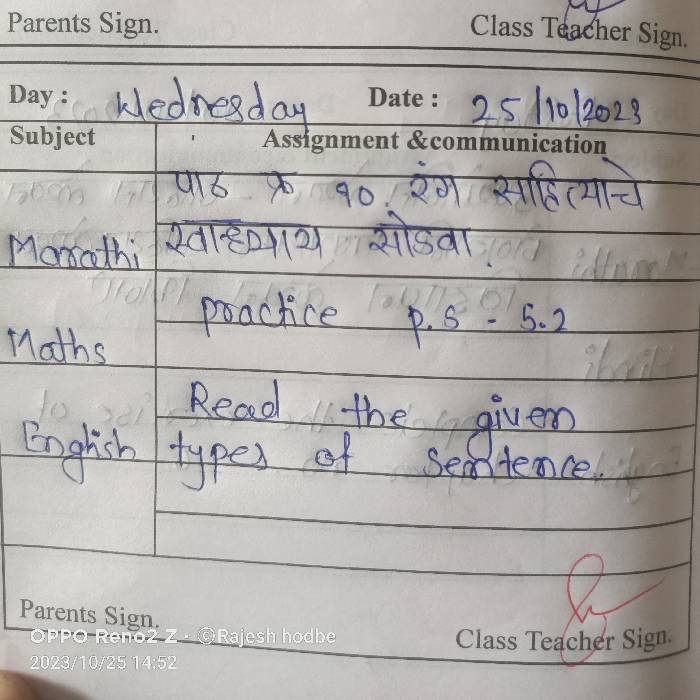 Parents Sign. Class Teacher Sign.
Day : Wednesday Date : 25/10/2023
Subject Assignment &communication
पाठ क्र १०. रंग साहित्याचे
Marathi स्वाध्याय सोडवा.
Maths practice p.s - 5.2
Read the given
English types of sentence.
Parents Sign.
Class Teacher Sign.
OPPO Reno2 Z · ©Rajesh hodbe
2023/10/25 14:52